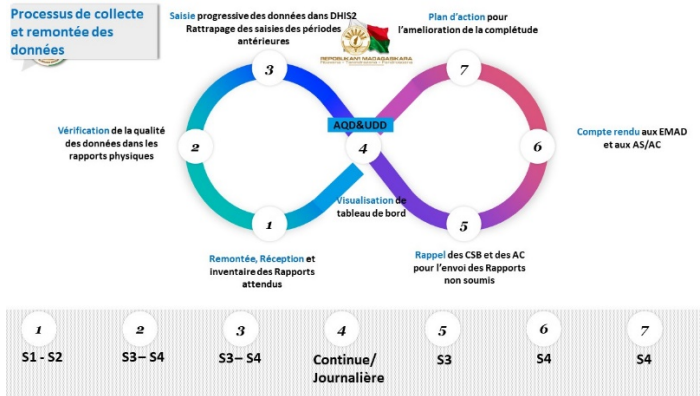 Processus de collecte
et remontée des
données
Saisie progressive des données dans DHIS2
Rattrapage des saisies des périodes
antérieures
Plan d'action pour
l'amelioration de la complétude
REPOBLIKAN'I MADAGASIKARA
3
7
Vérification de la qualité
des données dans les
rapports physiques
2
AQD&UDD
4
6
Compte rendu aux EMAD
et aux AS/AC
Visualisation de
tableau de bord
1
5
Remontée, Réception et
inventaire des Rapports
attendus
Rappel des CSB et des AC
pour l'envoi des Rapports
non soumis
1
2
3
4
5
6
7
S1 - S2
S3– S4
S3– S4
Continue/
Journalière
S3
S4
S4